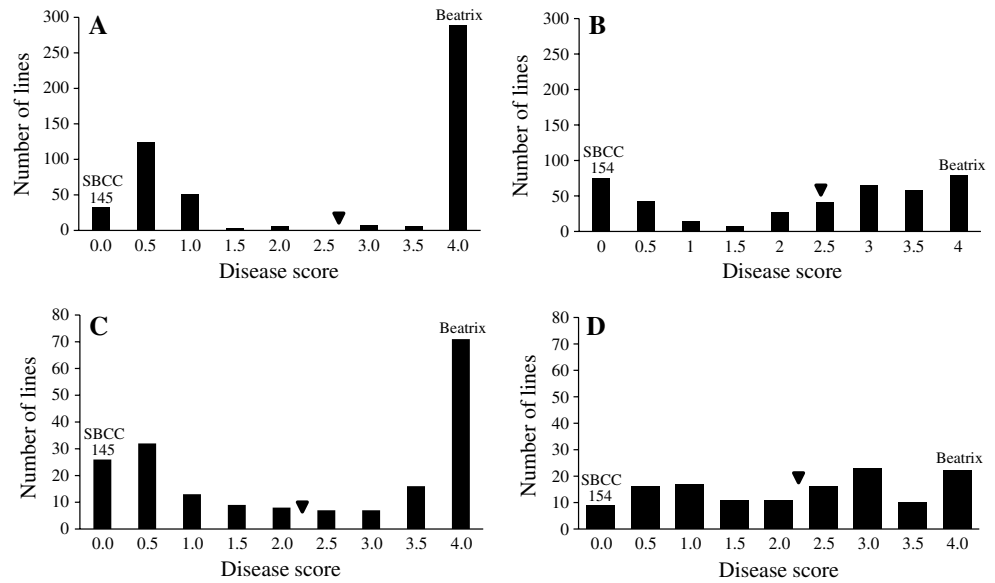 A
Number of lines
300
250
200
150
100
50
0
SBCC
145
Beatrix
0.0 0.5 1.0 1.5 2.0 2.5 3.0 3.5 4.0
Disease score
B
Number of lines
300
250
200
150
100
50
0
SBCC
154
Beatrix
0 0.5 1 1.5 2 2.5 3 3.5 4
Disease score
C
Number of lines
80
70
60
50
40
30
20
10
0
SBCC
145
Beatrix
0.0 0.5 1.0 1.5 2.0 2.5 3.0 3.5 4.0
Disease score
D
Number of lines
80
70
60
50
40
30
20
10
0
SBCC
154
Beatrix
0.0 0.5 1.0 1.5 2.0 2.5 3.0 3.5 4.0
Disease score